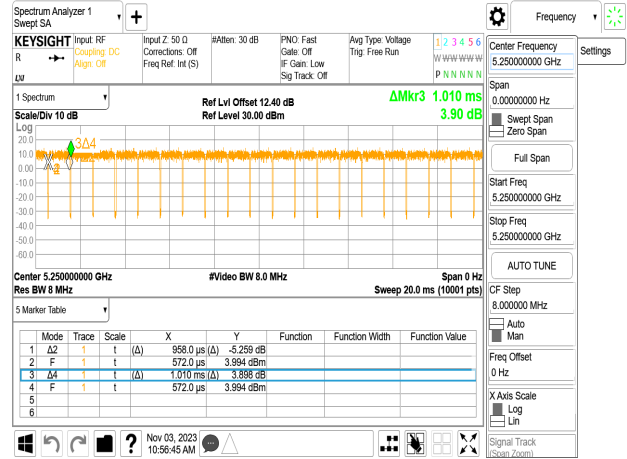 Spectrum Analyzer 1
Swept SA
Frequency
KEYSIGHT
R
LXI
Input: RF
Coupling: DC
Align: Off
Input Z: 50 Ω
Corrections: Off
Freq Ref: Int (S)
#Atten: 30 dB
PNO: Fast
Gate: Off
IF Gain: Low
Sig Track: Off
Avg Type: Voltage
Trig: Free Run
1 2 3 4 5 6
W W W W W W
P N N N N N
1 Spectrum
Scale/Div 10 dB
Ref Lvl Offset 12.40 dB
Ref Level 30.00 dBm
ΔMkr3 1.010 ms
3.90 dB
Log
20.0
10.0
0.00
-10.0
-20.0
-30.0
-40.0
-50.0
-60.0
3Δ4
Center 5.250000000 GHz
Res BW 8 MHz
#Video BW 8.0 MHz
Span 0 Hz
Sweep 20.0 ms (10001 pts)
5 Marker Table
Mode Trace Scale X Y Function Function Width Function Value
1 Δ2 1 t (Δ) 958.0 µs (Δ) -5.259 dB
2 F 1 t 572.0 µs 3.994 dBm
3 Δ4 1 t (Δ) 1.010 ms (Δ) 3.898 dB
4 F 1 t 572.0 µs 3.994 dBm
5
6
?
Nov 03, 2023
10:56:45 AM
Center Frequency
5.250000000 GHz
Settings
Span
0.00000000 Hz
Swept Span
Zero Span
Full Span
Start Freq
5.250000000 GHz
Stop Freq
5.250000000 GHz
AUTO TUNE
CF Step
8.000000 MHz
Auto
Man
Freq Offset
0 Hz
X Axis Scale
Log
Lin
Signal Track
(Span Zoom)